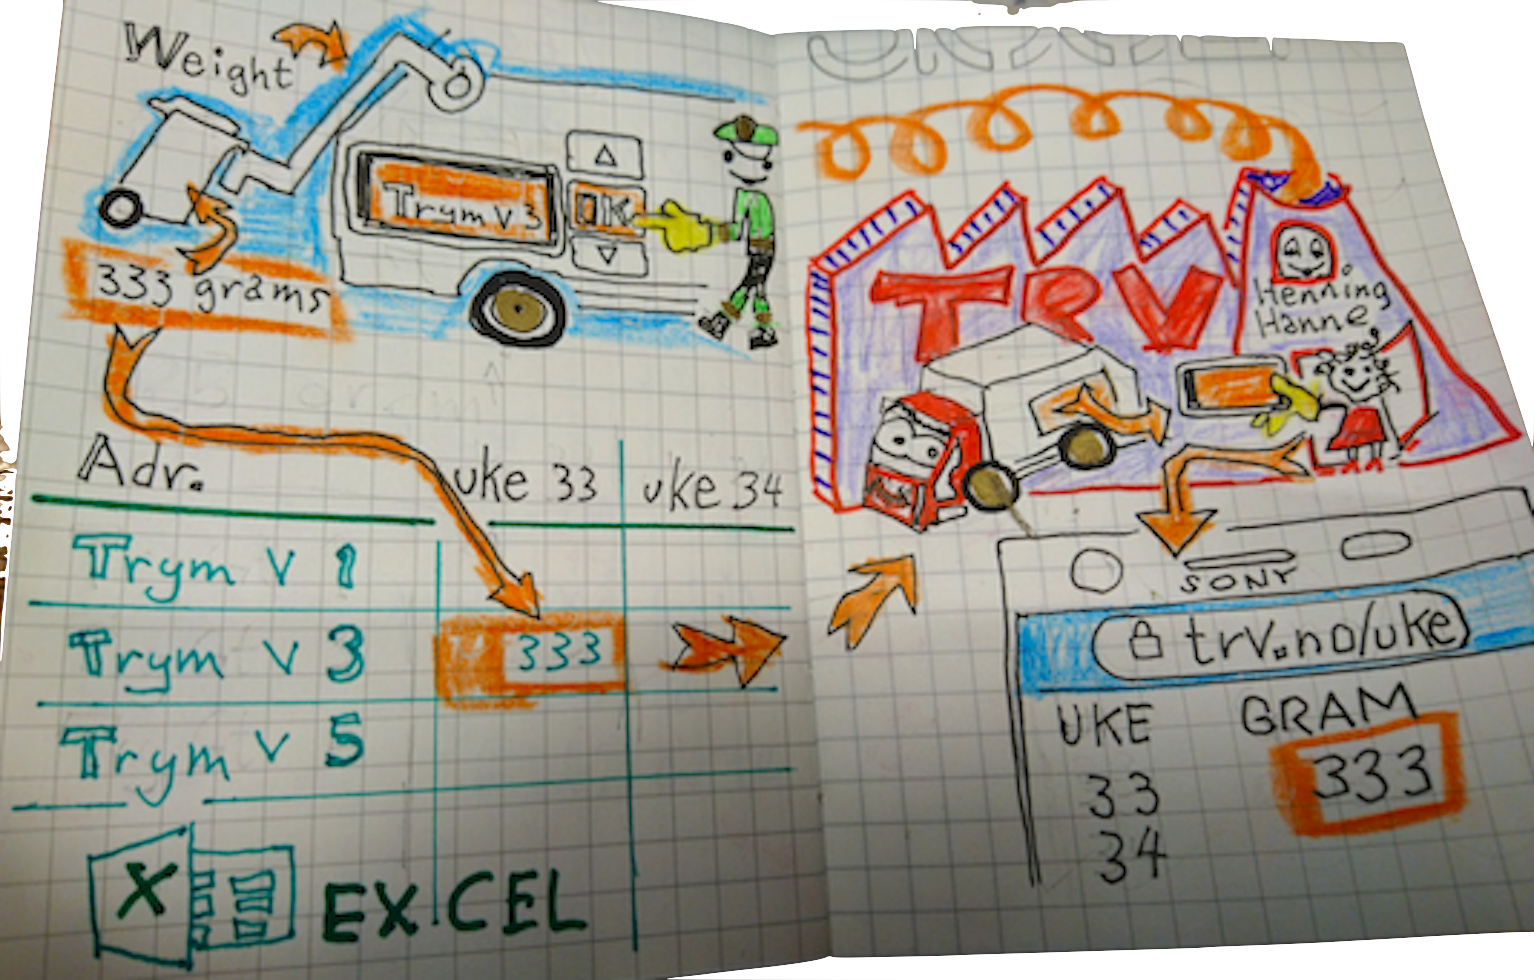 Weight
Trym V 3
OK
333 grams
Adr.
uke 33
uke 34
Trym V 1
Trym V 3
333
Trym V 5
X
EXCEL
TRV
Henning
Hanne
SONY
trv.no/uke
UKE
GRAM
33
333
34